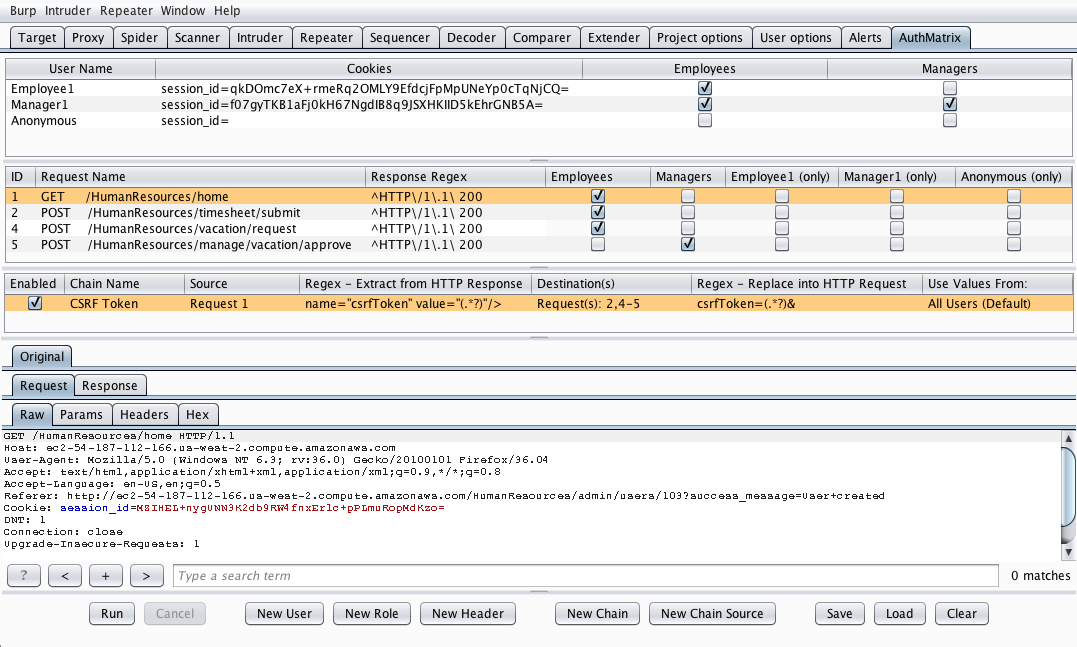 Burp Intruder Repeater Window Help
Target Proxy Spider Scanner Intruder Repeater Sequencer Decoder Comparer Extender Project options User options Alerts AuthMatrix
User Name Cookies Employees Managers
Employee1 session_id=qkDOmc7eX+rmeRq2OMLY9EfdcjFpMpUNeYp0cTqNjCQ=
Manager1 session_id=f07gyTKB1aFj0kH67NgdlB8q9JSXHKIlD5kEhrGNB5A=
Anonymous session_id=
ID Request Name Response Regex Employees Managers Employee1 (only) Manager1 (only) Anonymous (only)
1 GET /HumanResources/home ^HTTP\/1\.1\ 200
2 POST /HumanResources/timesheet/submit ^HTTP\/1\.1\ 200
4 POST /HumanResources/vacation/request ^HTTP\/1\.1\ 200
5 POST /HumanResources/manage/vacation/approve ^HTTP\/1\.1\ 200
Enabled Chain Name Source Regex - Extract from HTTP Response Destination(s) Regex - Replace into HTTP Request Use Values From:
CSRF Token Request 1 name="csrfToken" value="(.*?)"/> Request(s): 2,4-5 csrfToken=(.*?)& All Users (Default)
Original
Request Response
Raw Params Headers Hex
GET /HumanResources/home HTTP/1.1
Host: ec2-54-187-112-166.us-west-2.compute.amazonawa.com
User-Agent: Mozilla/5.0 (Windows NT 6.3; rv:36.0) Gecko/20100101 Firefox/36.04
Accept: text/html,application/xhtml+xml,application/xml;q=0.9,*/*;q=0.8
Accept-Language: en-US,en;q=0.5
Referer: http://ec2-54-187-112-166.us-west-2.compute.amazonawa.com/HumanResources/admin/users/103?success_message=User+created
Cookie: session_id=MSIHEL+nygUNN3K2db9RW4fnxErlc+pPLmuRopMdKzo=
DNT: 1
Connection: close
Upgrade-Insecure-Requests: 1
? < + > Type a search term 0 matches
Run Cancel New User New Role New Header New Chain New Chain Source Save Load Clear